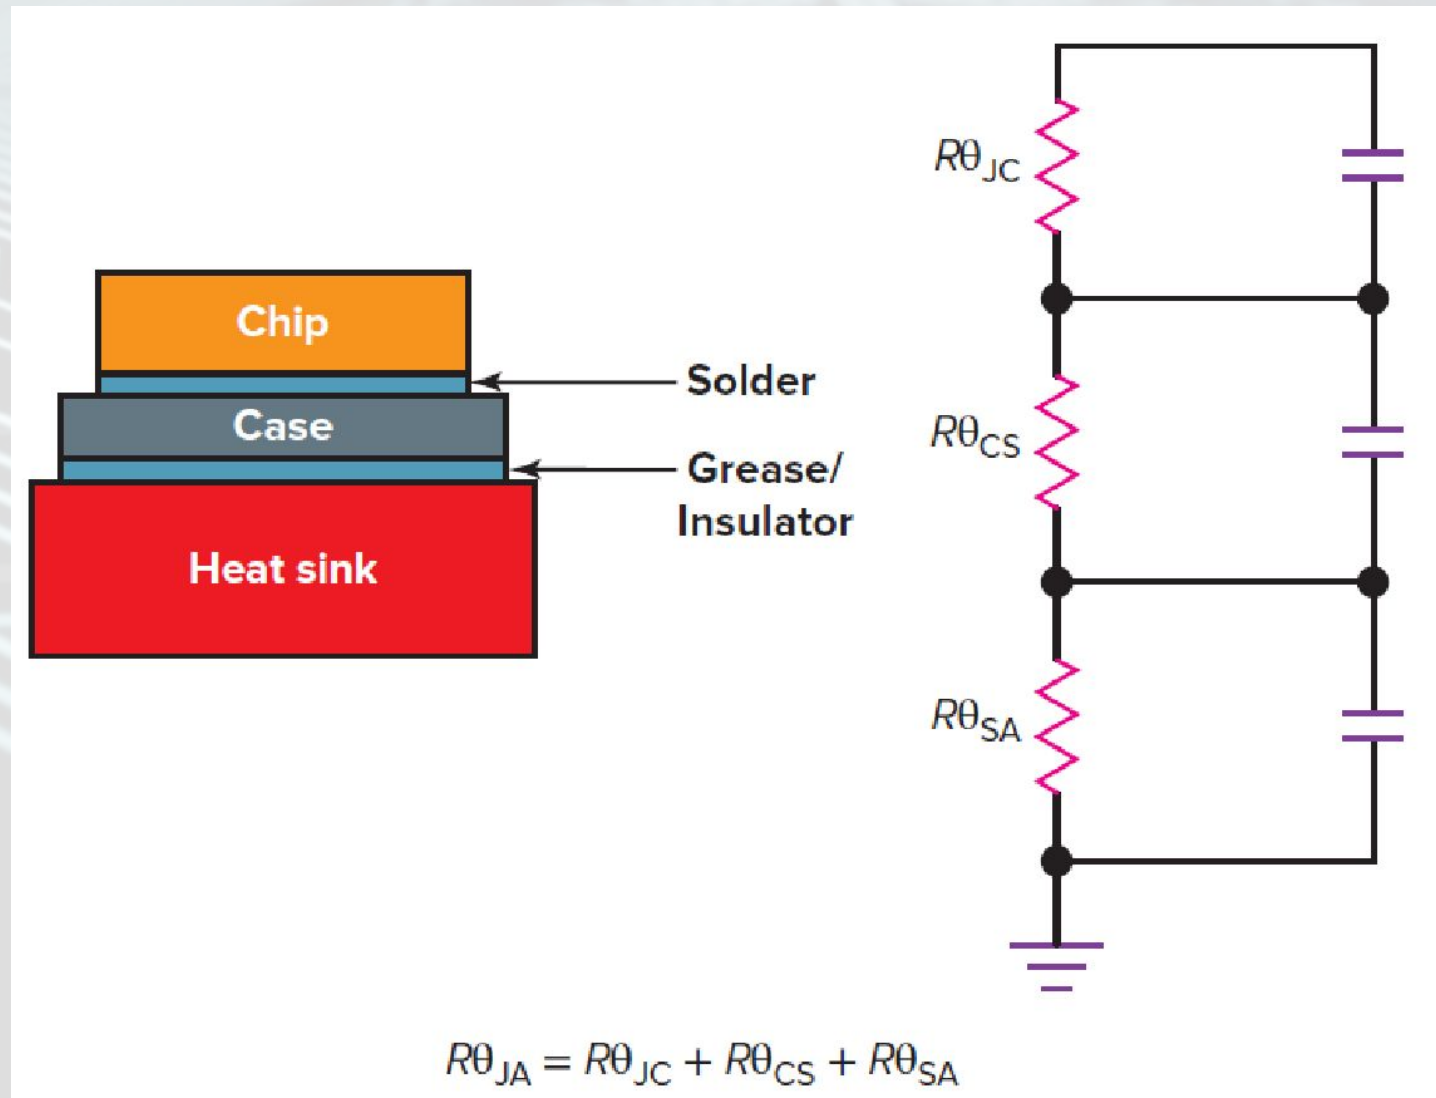 Chip
Solder
Case
Grease/
Insulator
Heat sink
RθJC
RθCS
RθSA
RθJA = RθJC + RθCS + RθSA